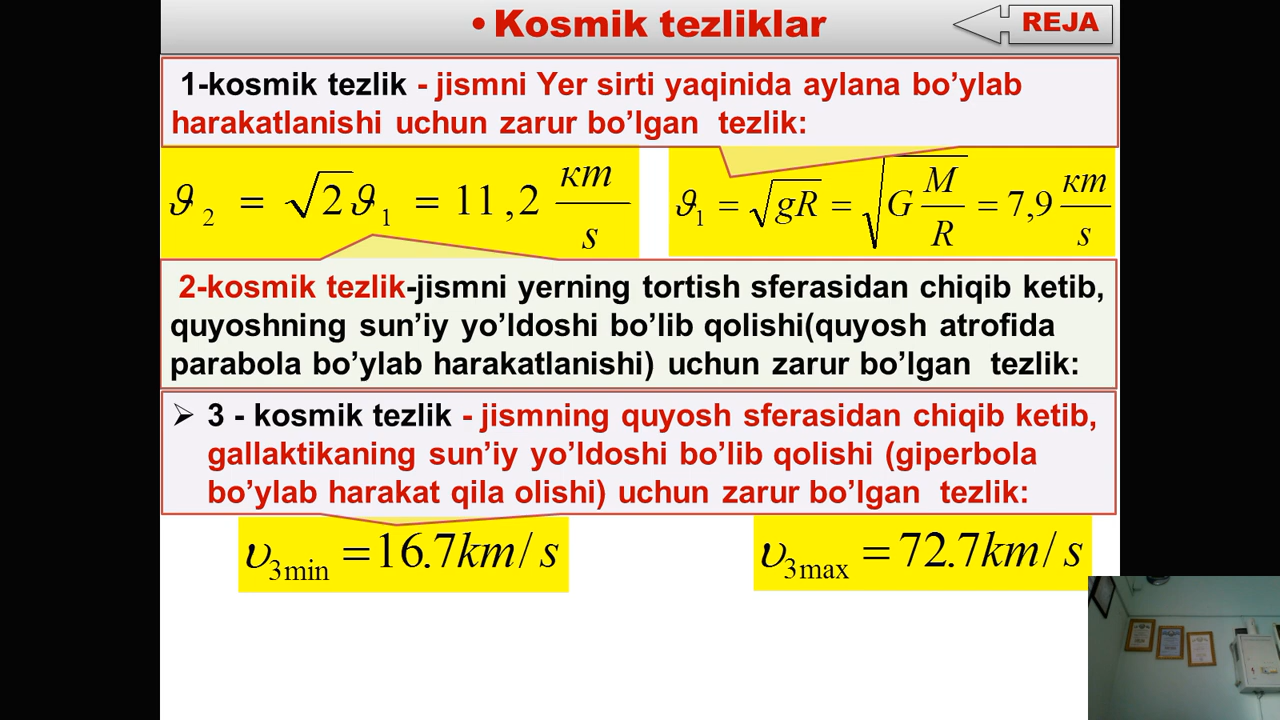 • Kosmik tezliklar
REJA
1-kosmik tezlik - jismni Yer sirti yaqinida aylana bo’ylab
harakatlanishi uchun zarur bo’lgan tezlik:
ϑ₂ = √2ϑ₁ = 11,2 кm/s
ϑ₁ = √gR = √(G M/R) = 7,9 кm/s
2-kosmik tezlik-jismni yerning tortish sferasidan chiqib ketib,
quyoshning sun’iy yo’ldoshi bo’lib qolishi(quyosh atrofida
parabola bo’ylab harakatlanishi) uchun zarur bo’lgan tezlik:
➢ 3 - kosmik tezlik - jismning quyosh sferasidan chiqib ketib,
gallaktikaning sun’iy yo’ldoshi bo’lib qolishi (giperbola
bo’ylab harakat qila olishi) uchun zarur bo’lgan tezlik:
υ₃min = 16.7km/s
υ₃max = 72.7km/s